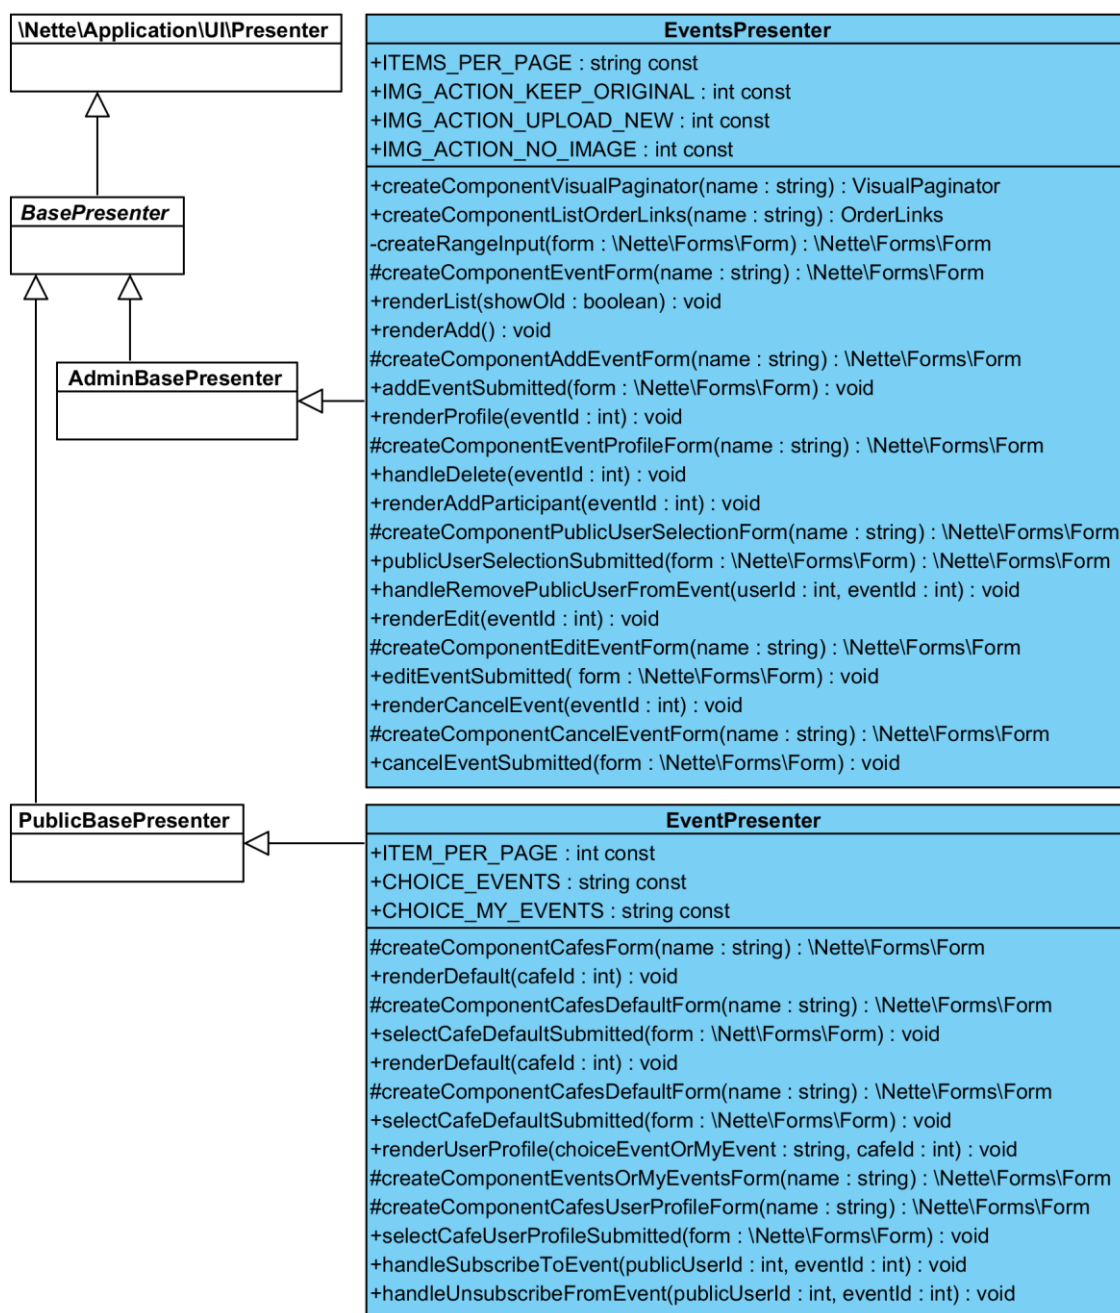 \Nette\Application\UI\Presenter
BasePresenter
AdminBasePresenter
EventsPresenter
+ITEMS_PER_PAGE : string const
+IMG_ACTION_KEEP_ORIGINAL : int const
+IMG_ACTION_UPLOAD_NEW : int const
+IMG_ACTION_NO_IMAGE : int const
+createComponentVisualPaginator(name : string) : VisualPaginator
+createComponentListOrderLinks(name : string) : OrderLinks
-createRangeInput(form : \Nette\Forms\Form) : \Nette\Forms\Form
#createComponentEventForm(name : string) : \Nette\Forms\Form
+renderList(showOld : boolean) : void
+renderAdd() : void
#createComponentAddEventForm(name : string) : \Nette\Forms\Form
+addEventSubmitted(form : \Nette\Forms\Form) : void
+renderProfile(eventId : int) : void
#createComponentEventProfileForm(name : string) : \Nette\Forms\Form
+handleDelete(eventId : int) : void
+renderAddParticipant(eventId : int) : void
#createComponentPublicUserSelectionForm(name : string) : \Nette\Forms\Form
+publicUserSelectionSubmitted(form : \Nette\Forms\Form) : \Nette\Forms\Form
+handleRemovePublicUserFromEvent(userId : int, eventId : int) : void
+renderEdit(eventId : int) : void
#createComponentEditEventForm(name : string) : \Nette\Forms\Form
+editEventSubmitted( form : \Nette\Forms\Form) : void
+renderCancelEvent(eventId : int) : void
#createComponentCancelEventForm(name : string) : \Nette\Forms\Form
+cancelEventSubmitted(form : \Nette\Forms\Form) : void
PublicBasePresenter
EventPresenter
+ITEM_PER_PAGE : int const
+CHOICE_EVENTS : string const
+CHOICE_MY_EVENTS : string const
#createComponentCafesForm(name : string) : \Nette\Forms\Form
+renderDefault(cafeId : int) : void
#createComponentCafesDefaultForm(name : string) : \Nette\Forms\Form
+selectCafeDefaultSubmitted(form : \Nett\Forms\Form) : void
+renderDefault(cafeId : int) : void
#createComponentCafesDefaultForm(name : string) : \Nette\Forms\Form
+selectCafeDefaultSubmitted(form : \Nette\Forms\Form) : void
+renderUserProfile(choiceEventOrMyEvent : string, cafeId : int) : void
#createComponentEventsOrMyEventsForm(name : string) : \Nette\Forms\Form
#createComponentCafesUserProfileForm(name : string) : \Nette\Forms\Form
+selectCafeUserProfileSubmitted(form : \Nette\Forms\Form) : void
+handleSubscribeToEvent(publicUserId : int, eventId : int) : void
+handleUnsubscribeFromEvent(publicUserId : int, eventId : int) : void